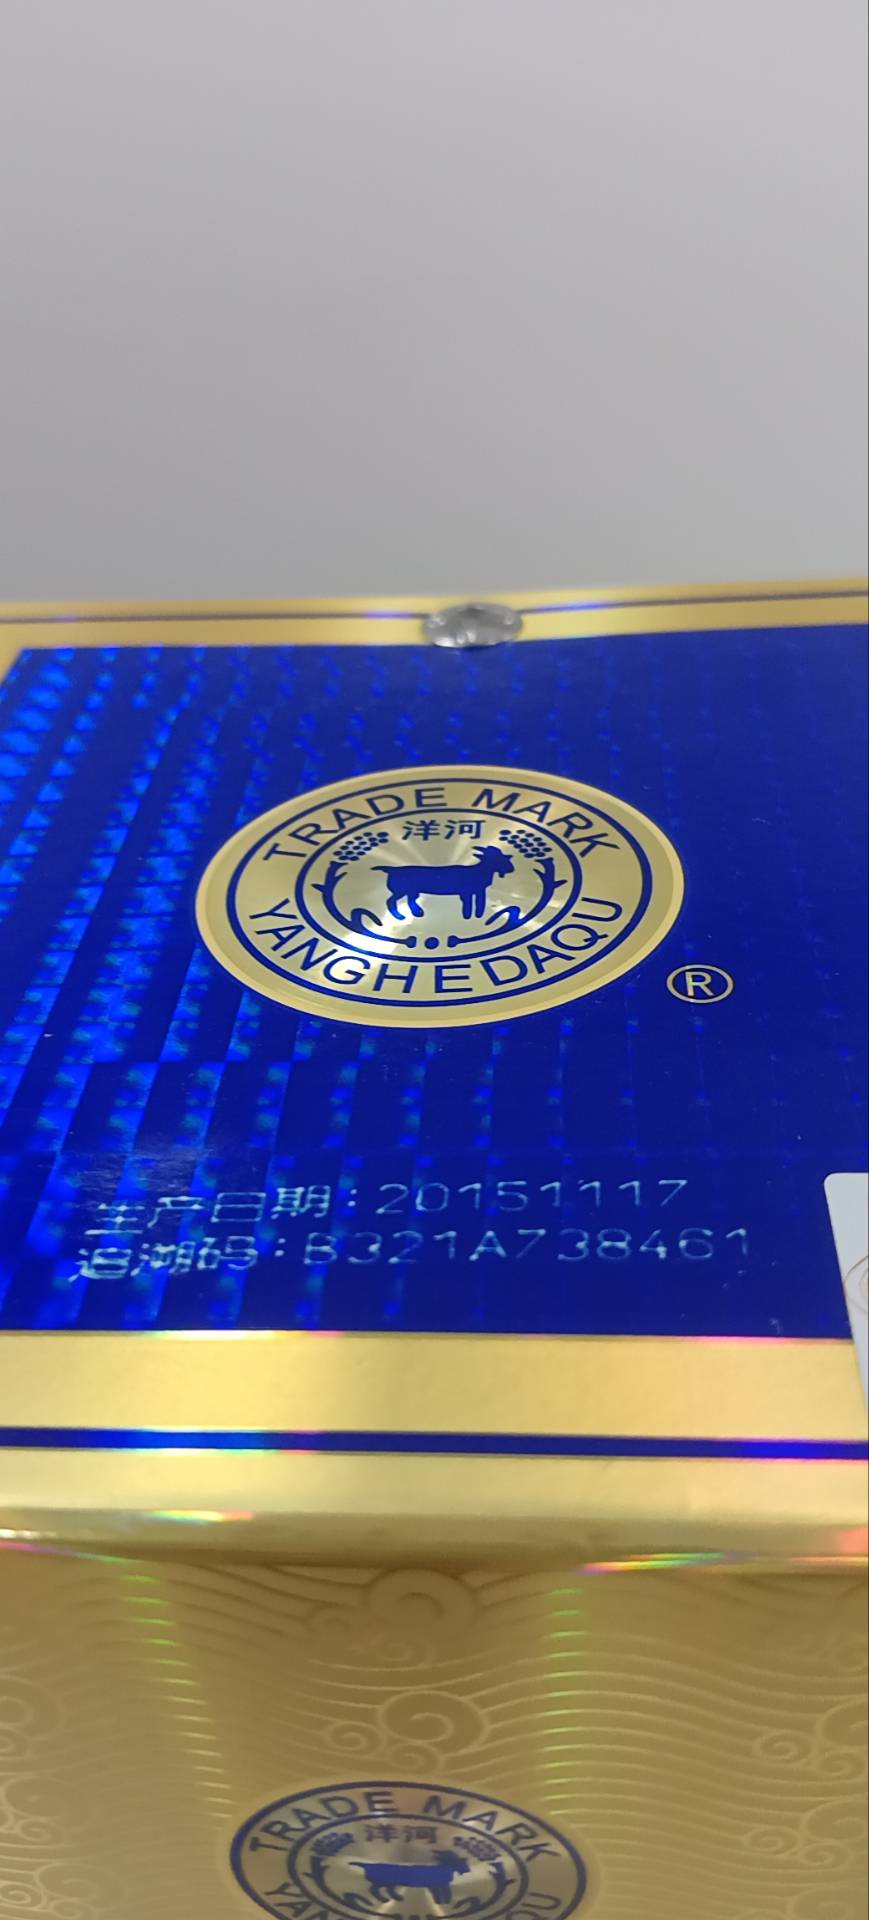 TRADE MARK
洋河
YANGHEDAQU
®
生产日期:20151117
追溯码:B321A738461
TRADE MARK
洋河